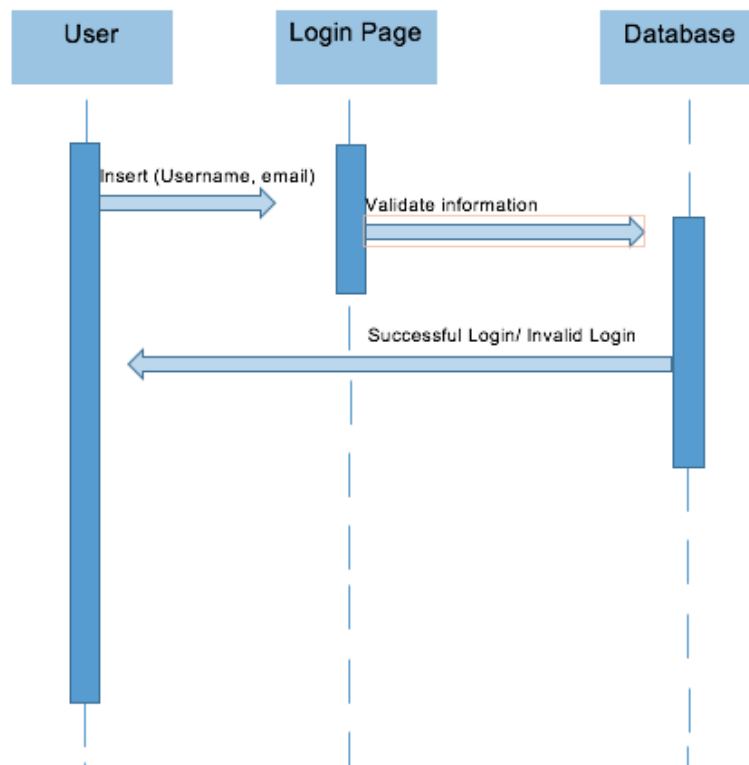 User
Login Page
Database
Insert (Username, email)
Validate information
Successful Login/ Invalid Login